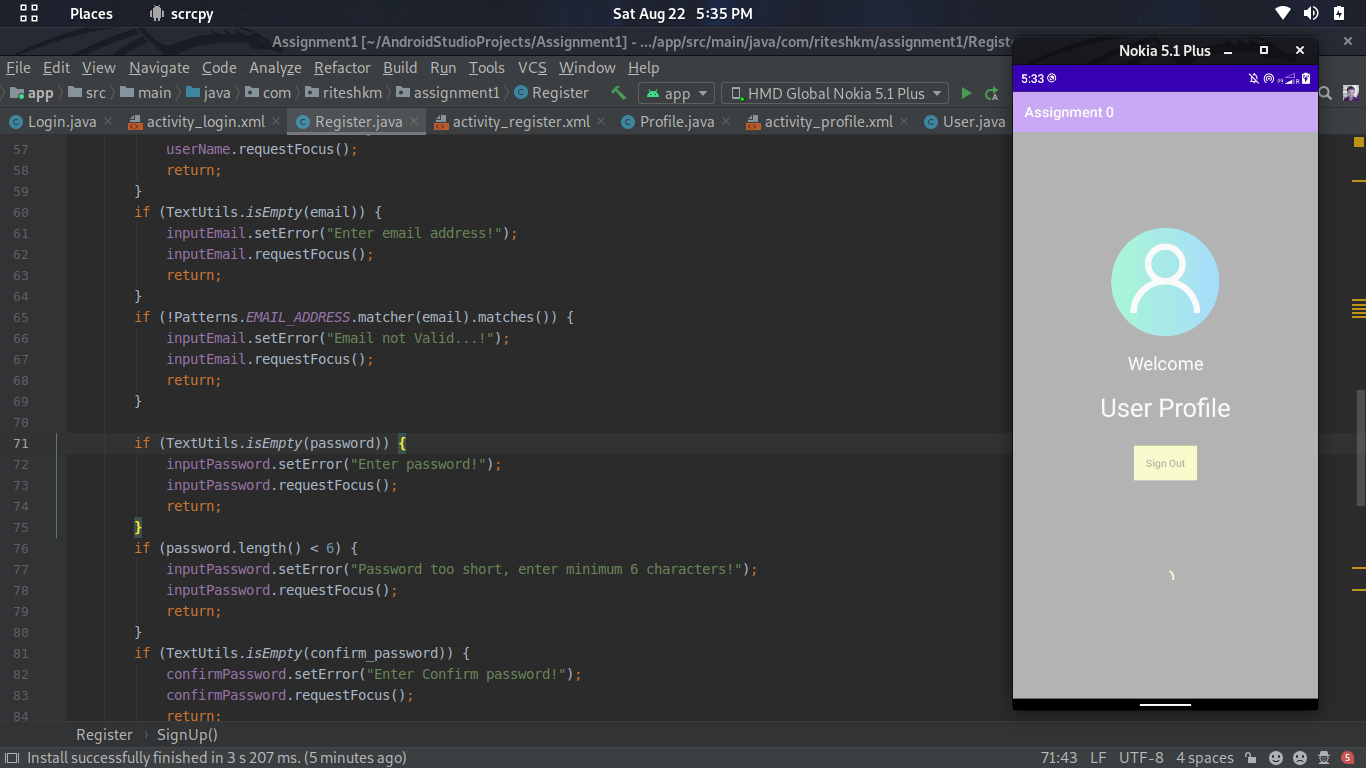 Places scrcpy Sat Aug 22 5:35 PM
Assignment1 [~/AndroidStudioProjects/Assignment1] - .../app/src/main/java/com/riteshkm/assignment1/Registe
File Edit View Navigate Code Analyze Refactor Build Run Tools VCS Window Help
app src main java com riteshkm assignment1 Register app HMD Global Nokia 5.1 Plus
Login.java activity_login.xml Register.java activity_register.xml Profile.java activity_profile.xml User.java
57 userName.requestFocus();
58 return;
59 }
60 if (TextUtils.isEmpty(email)) {
61 inputEmail.setError("Enter email address!");
62 inputEmail.requestFocus();
63 return;
64 }
65 if (!Patterns.EMAIL_ADDRESS.matcher(email).matches()) {
66 inputEmail.setError("Email not Valid...!");
67 inputEmail.requestFocus();
68 return;
69 }
70
71 if (TextUtils.isEmpty(password)) {
72 inputPassword.setError("Enter password!");
73 inputPassword.requestFocus();
74 return;
75 }
76 if (password.length() < 6) {
77 inputPassword.setError("Password too short, enter minimum 6 characters!");
78 inputPassword.requestFocus();
79 return;
80 }
81 if (TextUtils.isEmpty(confirm_password)) {
82 confirmPassword.setError("Enter Confirm password!");
83 confirmPassword.requestFocus();
84 return;
Register SignUp()
Install successfully finished in 3 s 207 ms. (5 minutes ago) 71:43 LF UTF-8 4 spaces 5
Nokia 5.1 Plus
5:33
Assignment 0
Welcome
User Profile
Sign Out